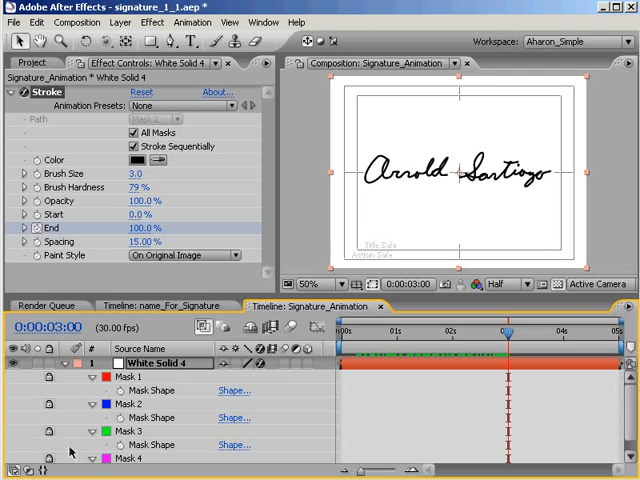 Adobe After Effects - signature_1_1.aep *
File Edit Composition Layer Effect Animation View Window Help
Workspace: Aharon_Simple
Project Effect Controls: White Solid 4
Composition: Signature_Animation
Signature_Animation * White Solid 4
Stroke Reset About...
Animation Presets: None
Path Mask 2
All Masks
Stroke Sequentially
Color
Brush Size 3.0
Brush Hardness 79 %
Opacity 100.0 %
Start 0.0 %
End 100.0 %
Spacing 15.00 %
Paint Style On Original Image
Arnold Santiago
Title Safe
Action Safe
50% 0:00:03:00 Half Active Camera
Render Queue Timeline: name_For_Signature Timeline: Signature_Animation
0:00:03:00 (30.00 fps)
# Source Name
:00s 01s 02s 04s 05s
1 White Solid 4
Mask 1
Mask Shape Shape...
Mask 2
Mask Shape Shape...
Mask 3
Mask Shape Shape...
Mask 4